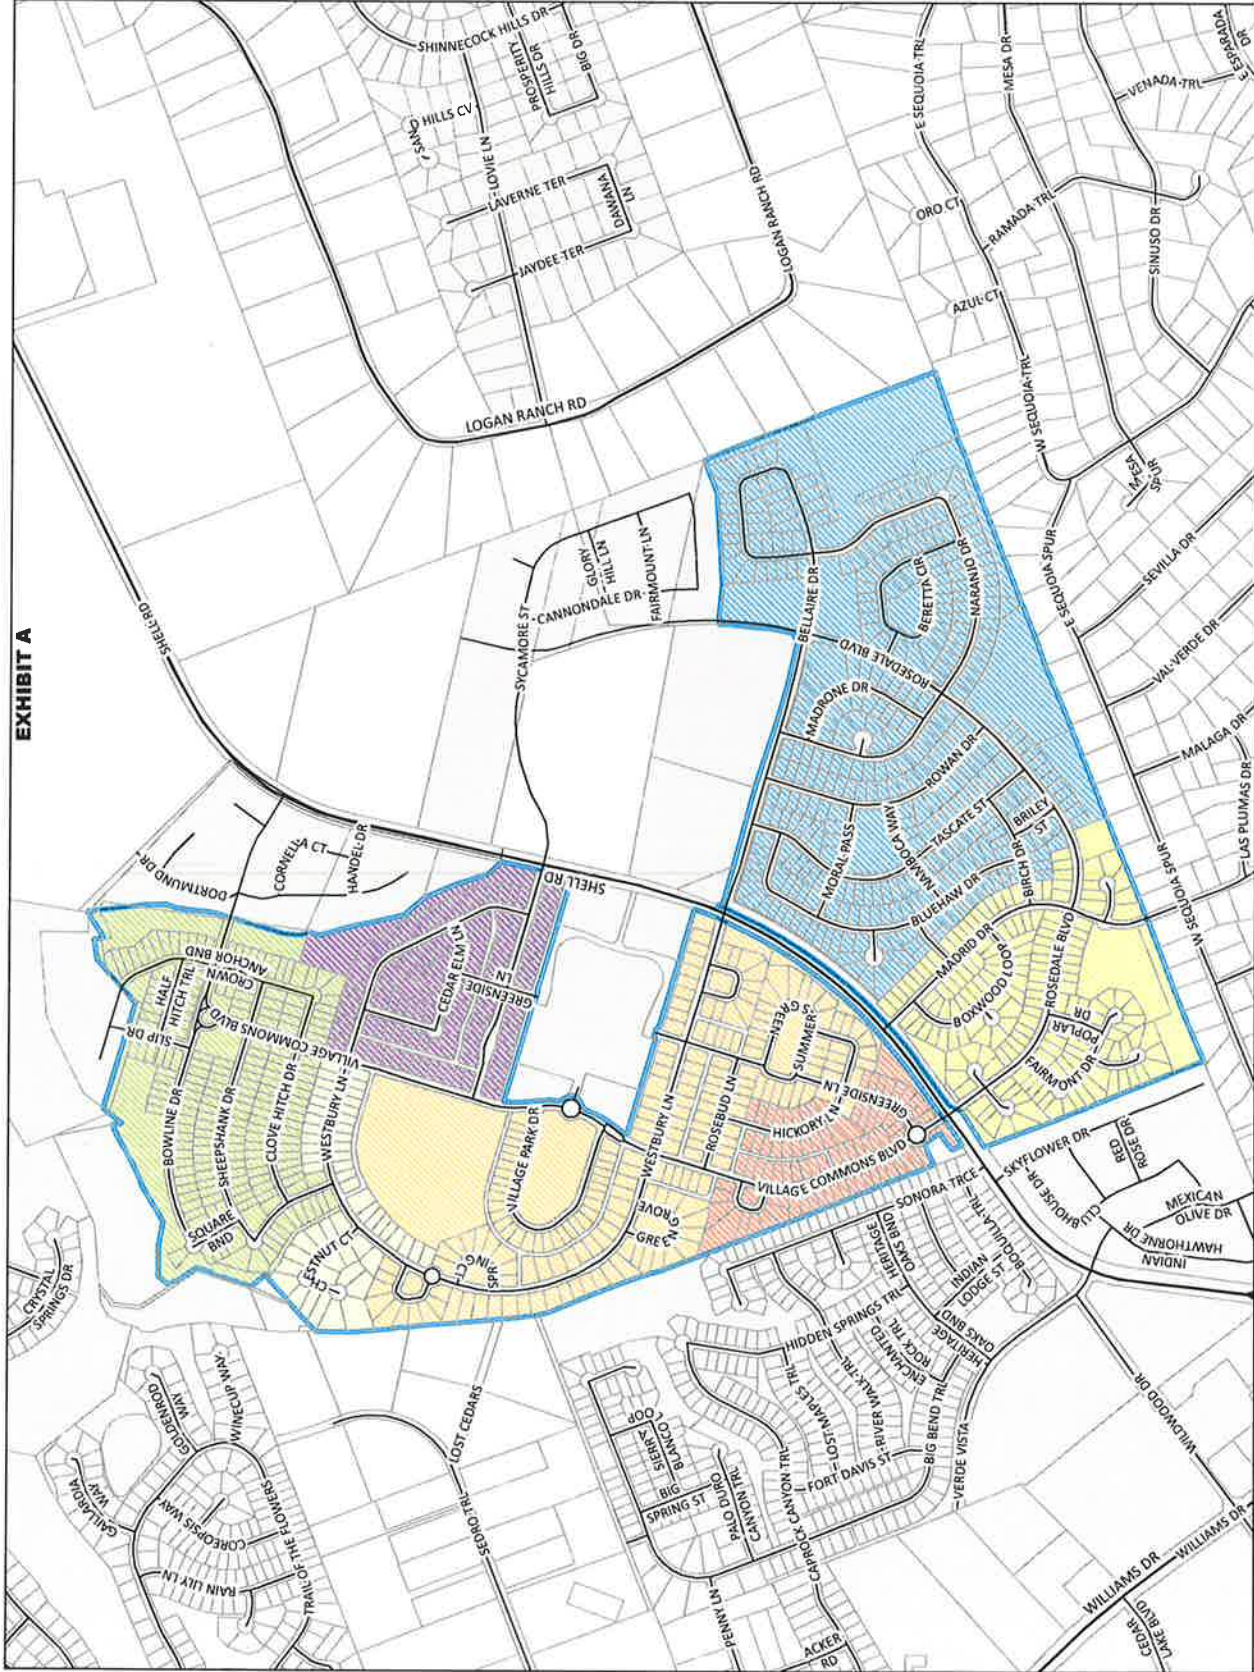 EXHIBIT A
SHINNECOCK HILLS DR
PROSPERITY
HILLS DR
BIG DR
SAND HILLS CV
LOVIE LN
LAVERNE TER
DAWANA
LN
JAYDEE TER
LOGAN RANCH RD
LOGAN RANCH RD
E SEQUOIA TRL
MESA DR
VENADA TRL
ORO CT
RAMADA TRL
AZUL CT
SINUSO DR
W SEQUOIA TRL
MESA
SPUR
SHELL RD
GLORY
HILL LN
CANNONDALE DR
FAIRMOUNT LN
SYCAMORE ST
BELLAIRE DR
BERETTA CIR
NARANJO DR
ROSEDALE BLVD
MADRONE DR
ROWAN DR
TASCATE ST
NAMBOCA WAY
MORAL PASS
BRILEY
ST
BIRCH DR
BLUEHAW DR
E SEQUOIA SPUR
SEVILLA DR
VAL VERDE DR
MALAGA DR
LAS PLUMAS DR
W SEQUOIA SPUR
W SEQUOIA SPUR
DORTMUND DR
CORNELIA CT
HANDEL DR
SHELL RD
ANCHOR BND
CROWN
HALF
HITCH TRL
SLIP DR
VILLAGE COMMONS BLVD
BOWLINE DR
SHEEPSHANK DR
CLOVE HITCH DR
WESTBURY LN
SQUARE
BND
CEDAR ELM LN
GREENSIDE
LN
VILLAGE PARK DR
CHESTNUT CT
SPRING
CT
WESTBURY LN
ROSEBUD LN
GREEN
GROVE
SUMMER
GREENS
HICKORY LN
GREENSIDE LN
VILLAGE COMMONS BLVD
MADRID DR
BOXWOOD LOOP
ROSEDALE BLVD
POPLAR
DR
FAIRMONT DR
SKYFLOWER DR
RED
ROSE DR
CLUBHOUSE DR
MEXICAN
OLIVE DR
INDIAN
HAWTHORNE DR
SONORA TRCE
HERITAGE
OAKS BND
INDIAN
LODGE ST
BOQUILLA TRL
HIDDEN SPRINGS TRL
ENCHANTED
ROCK TRL
HERITAGE
OAKS BND
RIVER WALK TRL
LOST MAPLES TRL
FORT DAVIS ST
BIG BEND TRL
VERDE VISTA
CAPROCK CANYON TRL
PALO DURO
CANYON TRL
SIERRA
BLANCO LOOP
BIG
SPRING ST
PENNY LN
ACKER
RD
WILDWOOD DR
WILLIAMS DR
WILLIAMS DR
CEDAR
LAKE BLVD
CRYSTAL
SPRINGS DR
GOLDENROD
WAY
WINECUP WAY
GAILLARDIA
WAY
COREOPSIS WAY
RAIN LILY LN
TRAIL OF THE FLOWERS
LOST CEDARS
SEDRO TRL